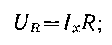 U_R = I_x R;